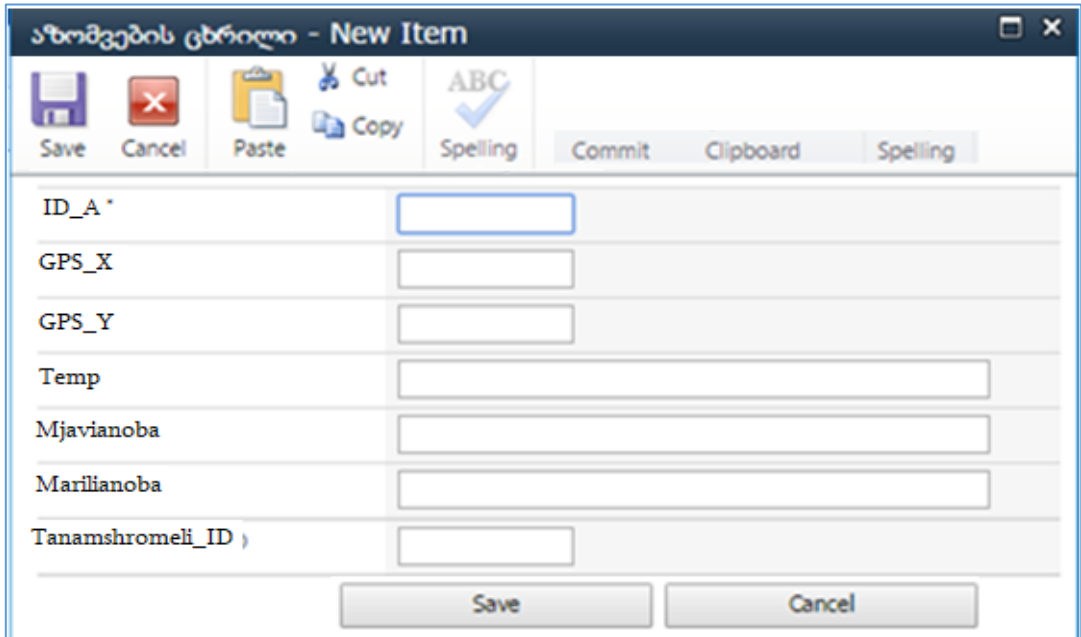 აზომვების ცხრილი - New Item
Save
Cancel
Paste
Cut
Copy
ABC
Spelling
Commit
Clipboard
Spelling
ID_A *
GPS_X
GPS_Y
Temp
Mjavianoba
Marilianoba
Tanamshromeli_ID
Save
Cancel